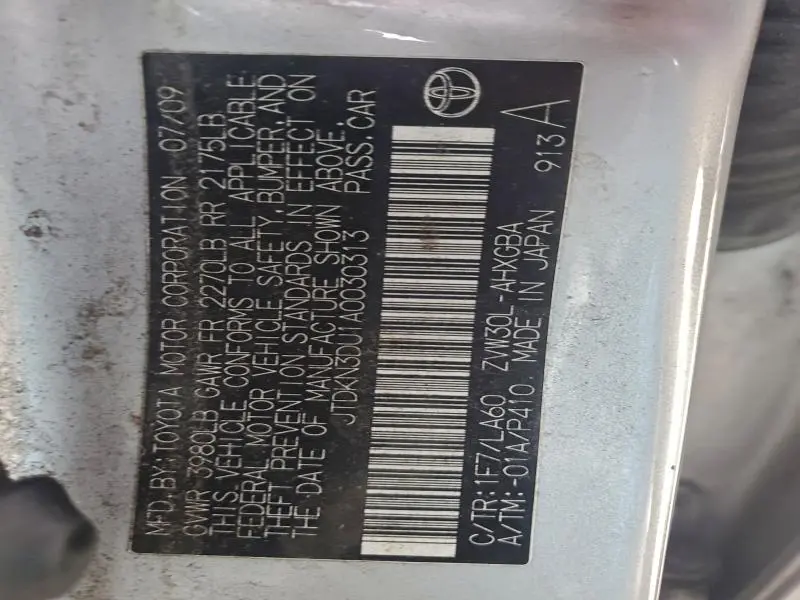 MFD.BY:TOYOTA MOTOR CORPORATION 07/09
GVWR 3980LB GAWR FR 2270LB RR 2175LB
THIS VEHICLE CONFORMS TO ALL APPLICABLE
FEDERAL MOTOR VEHICLE SAFETY, BUMPER, AND
THEFT PREVENTION STANDARDS IN EFFECT ON
THE DATE OF MANUFACTURE SHOWN ABOVE.
JTDKN3DU1A0030313 PASS.CAR
C/TR:1F7/LA60 ZVW30L-AHXGBA
A/TM:-01A/P410 MADE IN JAPAN 913 A